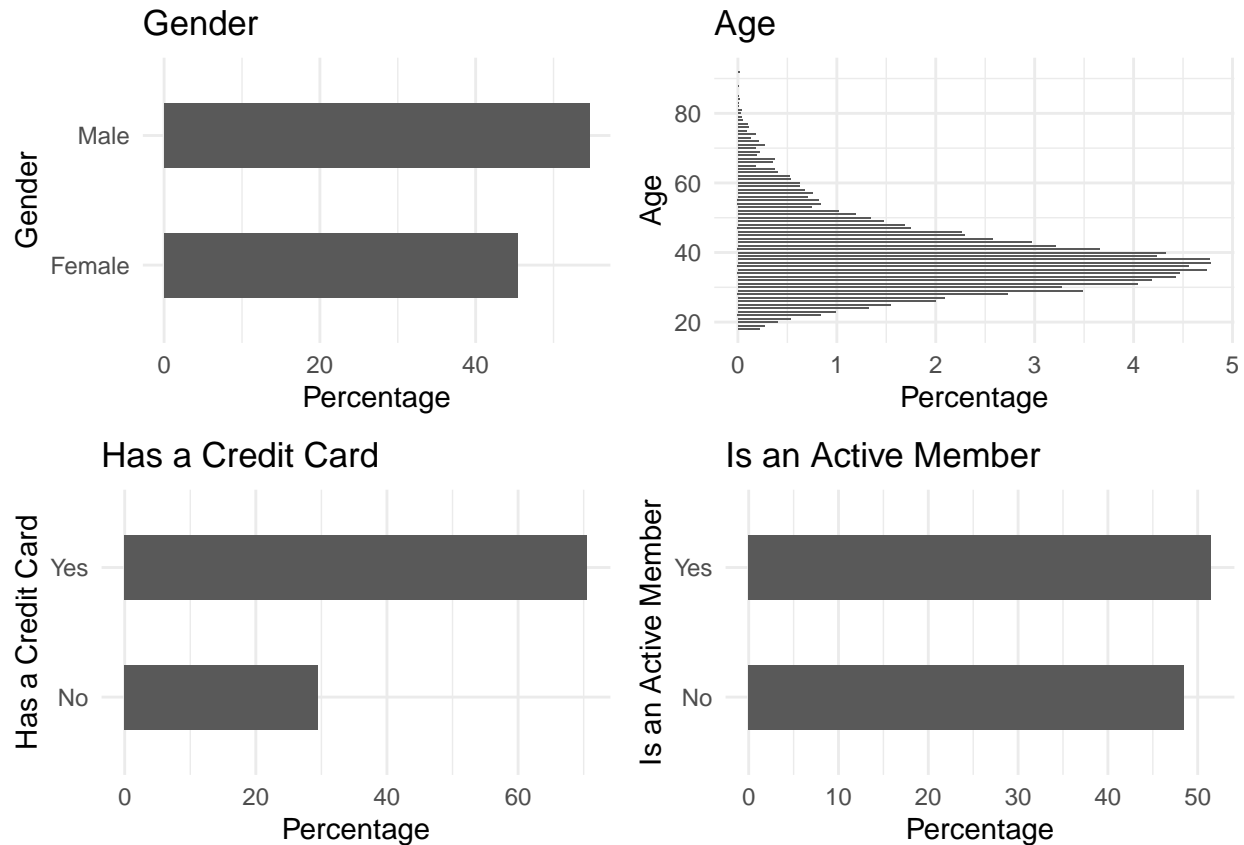 Gender
Gender
Male
Female
0
20
40
Percentage
Age
Age
80
60
40
20
0
1
2
3
4
5
Percentage
Has a Credit Card
Has a Credit Card
Yes
No
0
20
40
60
Percentage
Is an Active Member
Is an Active Member
Yes
No
0
10
20
30
40
50
Percentage